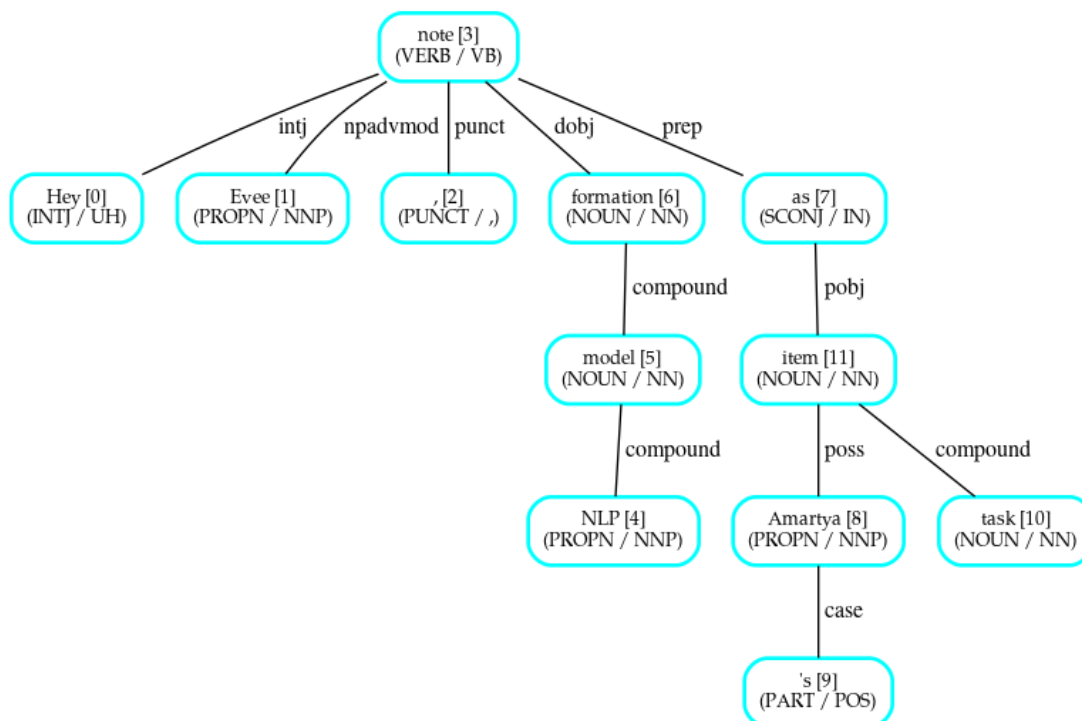 note [3]
(VERB / VB)
intj
npadvmod
punct
dobj
prep
Hey [0]
(INTJ / UH)
Evee [1]
(PROPN / NNP)
, [2]
(PUNCT / ,)
formation [6]
(NOUN / NN)
as [7]
(SCONJ / IN)
compound
pobj
model [5]
(NOUN / NN)
item [11]
(NOUN / NN)
compound
poss
compound
NLP [4]
(PROPN / NNP)
Amartya [8]
(PROPN / NNP)
task [10]
(NOUN / NN)
case
's [9]
(PART / POS)